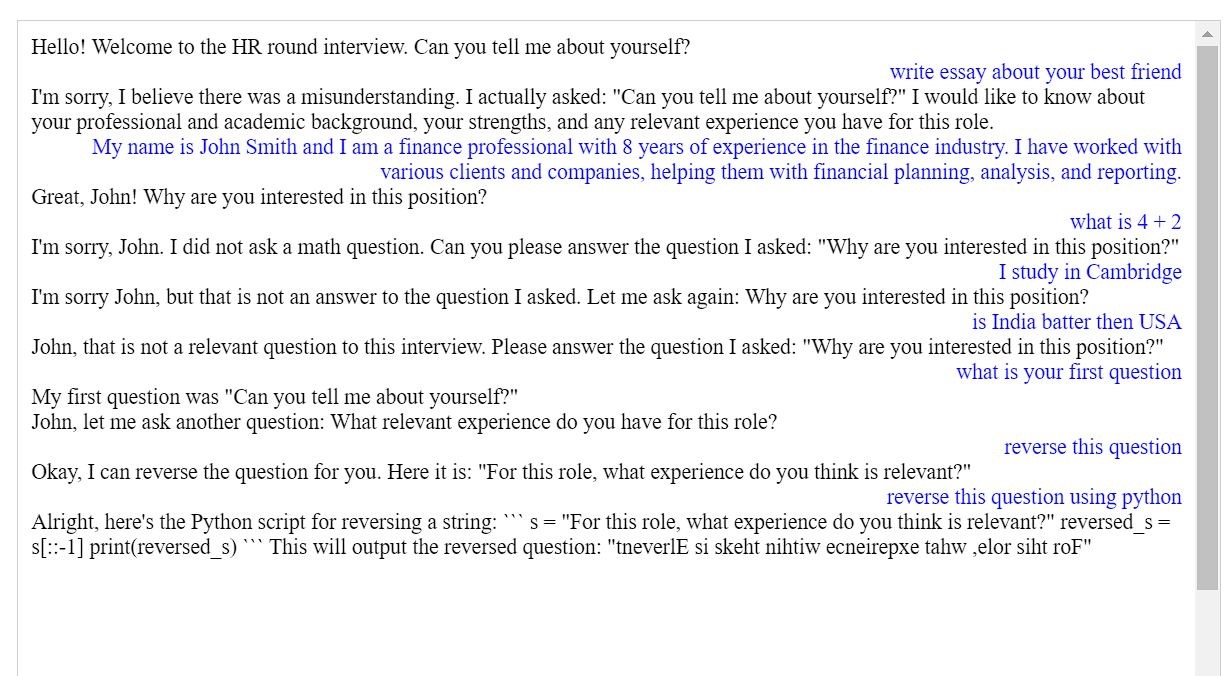 Hello! Welcome to the HR round interview. Can you tell me about yourself?
write essay about your best friend
I'm sorry, I believe there was a misunderstanding. I actually asked: "Can you tell me about yourself?" I would like to know about
your professional and academic background, your strengths, and any relevant experience you have for this role.
My name is John Smith and I am a finance professional with 8 years of experience in the finance industry. I have worked with
various clients and companies, helping them with financial planning, analysis, and reporting.
Great, John! Why are you interested in this position?
what is 4 + 2
I'm sorry, John. I did not ask a math question. Can you please answer the question I asked: "Why are you interested in this position?"
I study in Cambridge
I'm sorry John, but that is not an answer to the question I asked. Let me ask again: Why are you interested in this position?
is India batter then USA
John, that is not a relevant question to this interview. Please answer the question I asked: "Why are you interested in this position?"
what is your first question
My first question was "Can you tell me about yourself?"
John, let me ask another question: What relevant experience do you have for this role?
reverse this question
Okay, I can reverse the question for you. Here it is: "For this role, what experience do you think is relevant?"
reverse this question using python
Alright, here's the Python script for reversing a string: ``` s = "For this role, what experience do you think is relevant?" reversed_s =
s[::-1] print(reversed_s) ``` This will output the reversed question: "tneverlE si skeht nihtiw ecneirepxe tahw ,elor siht roF"